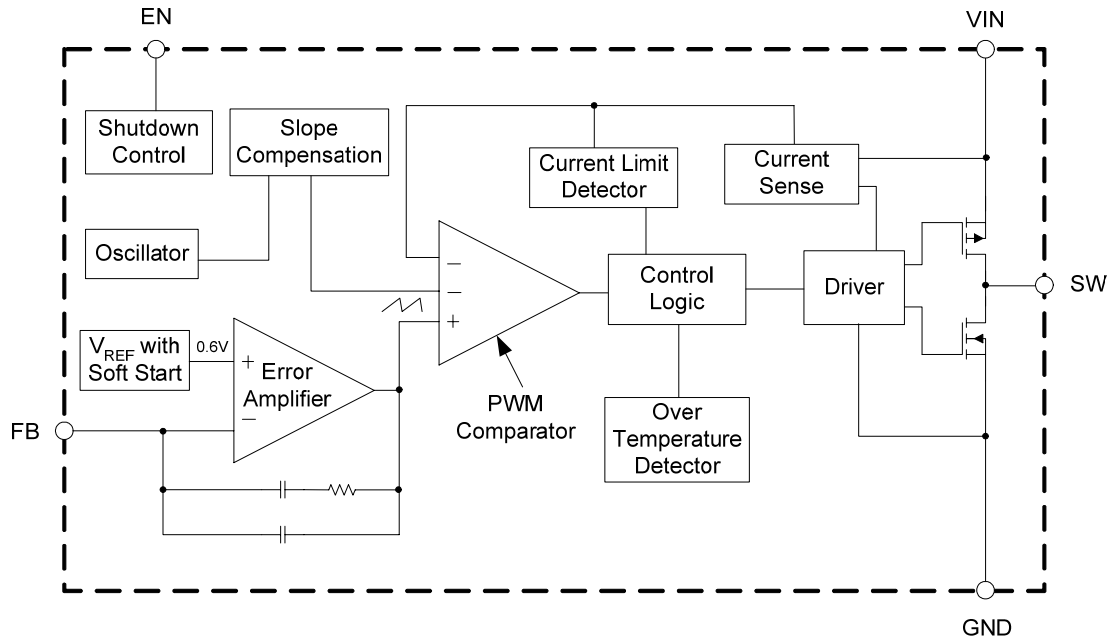 EN
VIN
Shutdown
Control
Slope
Compensation
Current Limit
Detector
Current
Sense
Oscillator
−
−
+
Control
Logic
Driver
SW
V_REF with
Soft Start
0.6V
+
−
Error
Amplifier
PWM
Comparator
Over
Temperature
Detector
FB
GND